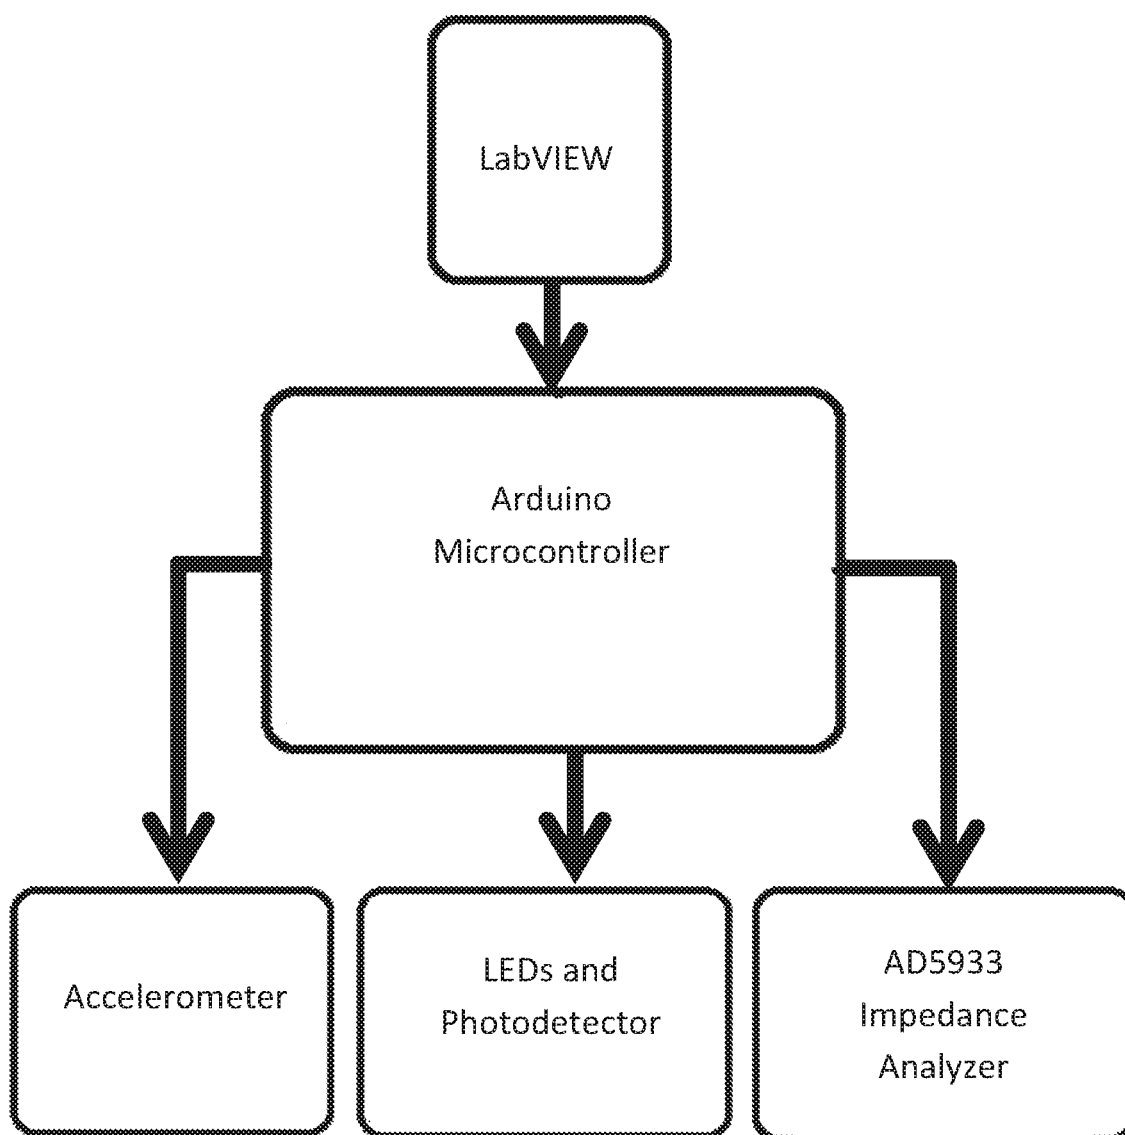 LabVIEW
Arduino
Microcontroller
Accelerometer
LEDs and
Photodetector
AD5933
Impedance
Analyzer